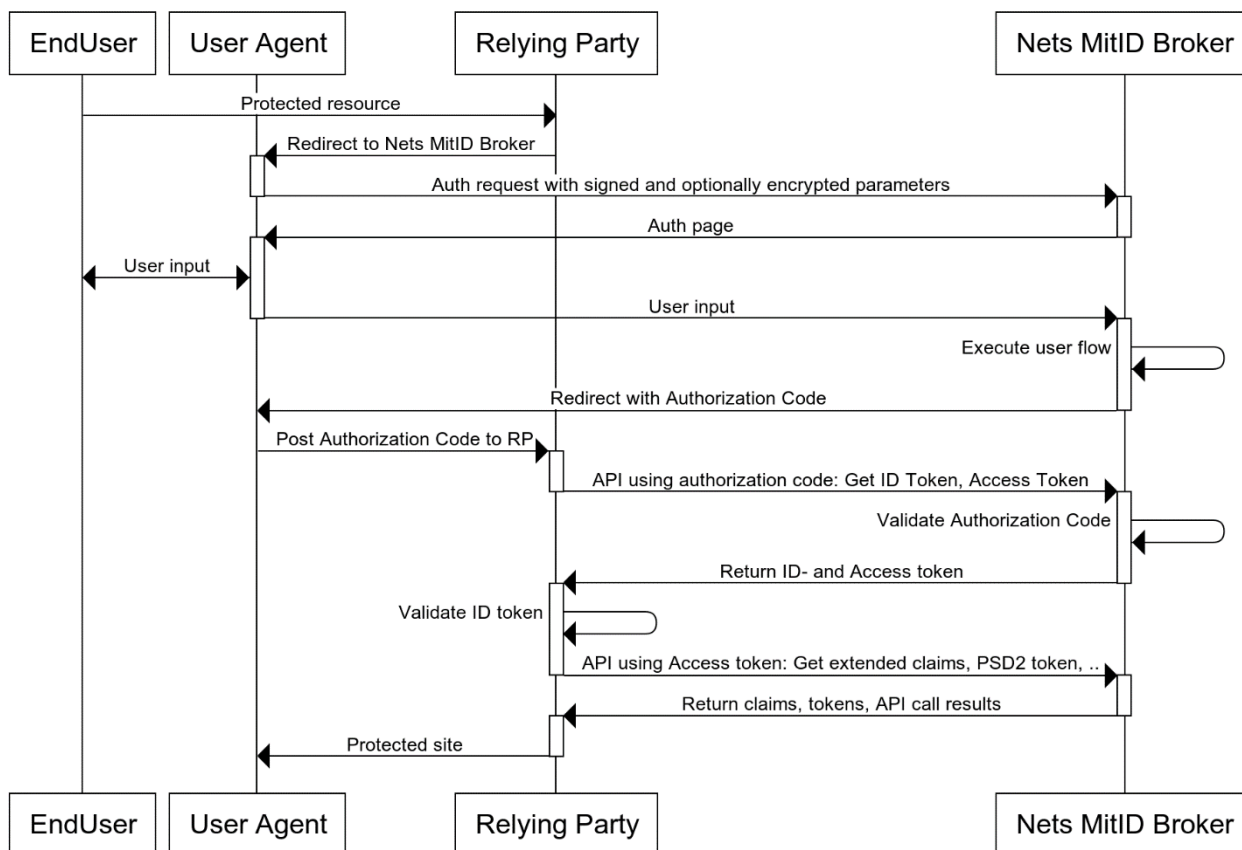 EndUser
User Agent
Relying Party
Nets MitID Broker
Protected resource
Redirect to Nets MitID Broker
Auth request with signed and optionally encrypted parameters
Auth page
User input
User input
Execute user flow
Redirect with Authorization Code
Post Authorization Code to RP
API using authorization code: Get ID Token, Access Token
Validate Authorization Code
Return ID- and Access token
Validate ID token
API using Access token: Get extended claims, PSD2 token, ..
Return claims, tokens, API call results
Protected site
EndUser
User Agent
Relying Party
Nets MitID Broker